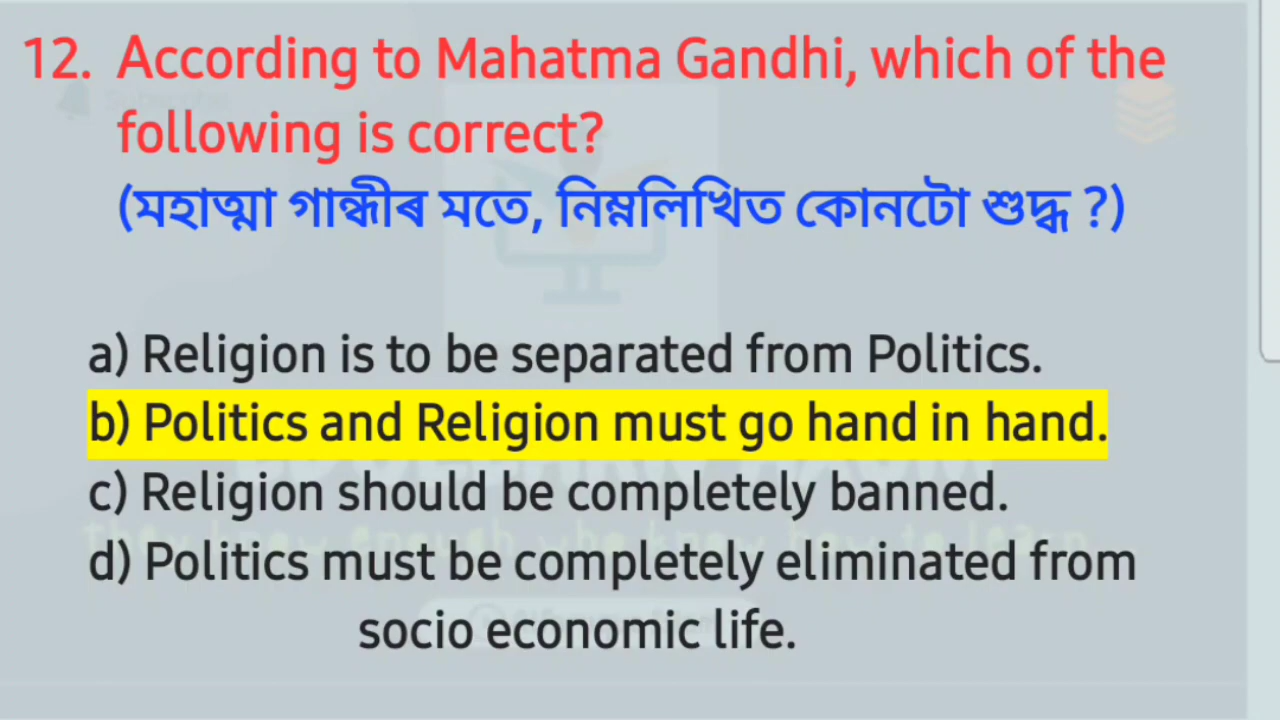 12. According to Mahatma Gandhi, which of the
following is correct?
(মহাত্মা গান্ধীৰ মতে, নিম্নলিখিত কোনটো শুদ্ধ ?)
a) Religion is to be separated from Politics.
b) Politics and Religion must go hand in hand.
c) Religion should be completely banned.
d) Politics must be completely eliminated from
socio economic life.